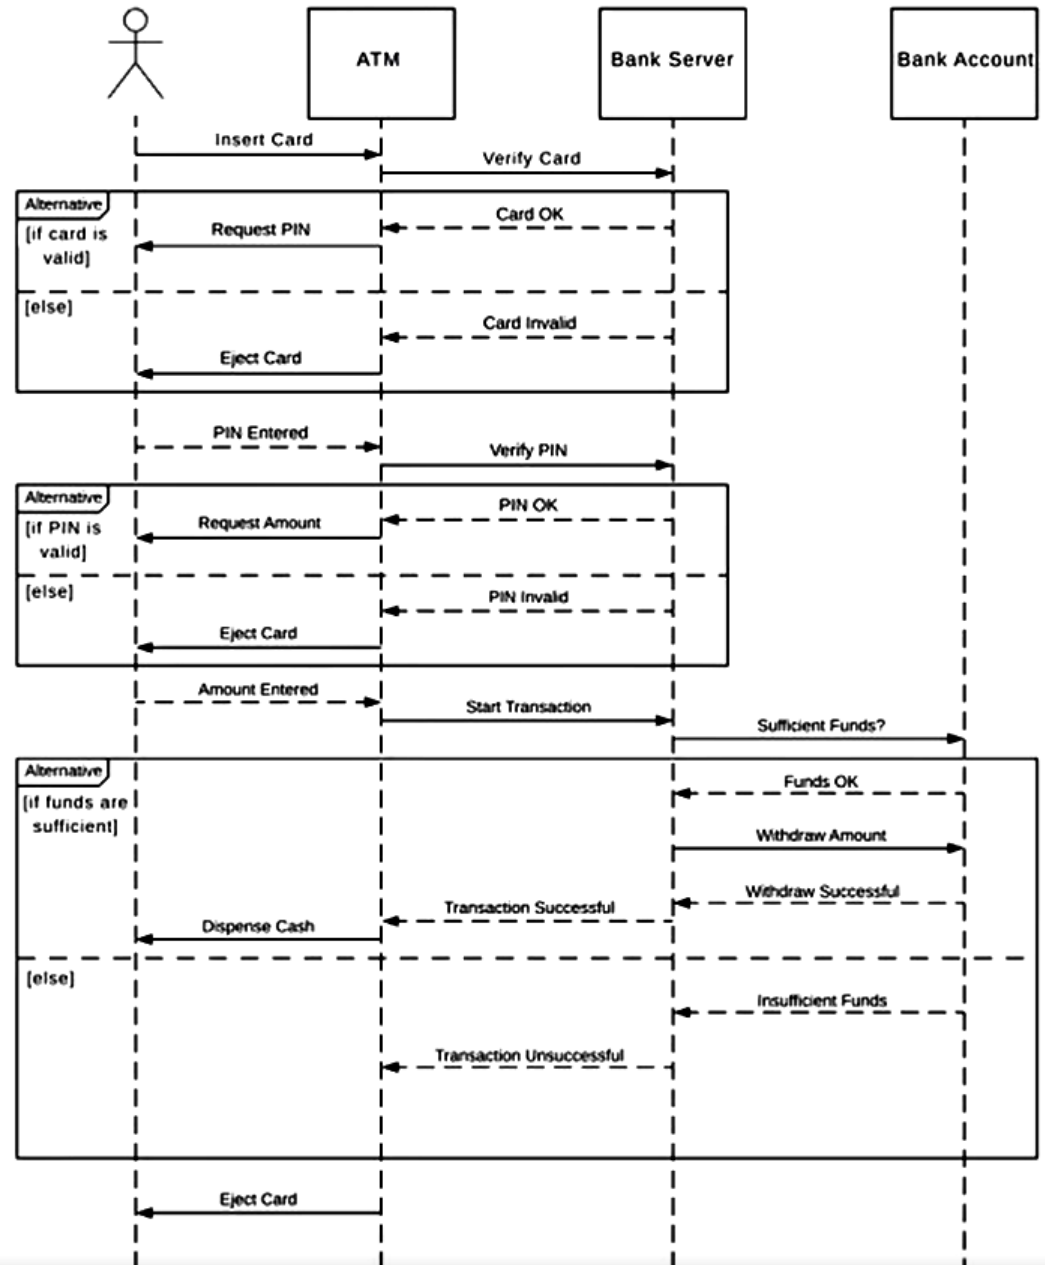 ATM
Bank Server
Bank Account
Insert Card
Verify Card
Alternative
[if card is
valid]
Card OK
Request PIN
[else]
Card Invalid
Eject Card
PIN Entered
Verify PIN
Alternative
[if PIN is
valid]
PIN OK
Request Amount
[else]
PIN Invalid
Eject Card
Amount Entered
Start Transaction
Sufficient Funds?
Alternative
[if funds are
sufficient]
Funds OK
Withdraw Amount
Withdraw Successful
Transaction Successful
Dispense Cash
[else]
Insufficient Funds
Transaction Unsuccessful
Eject Card